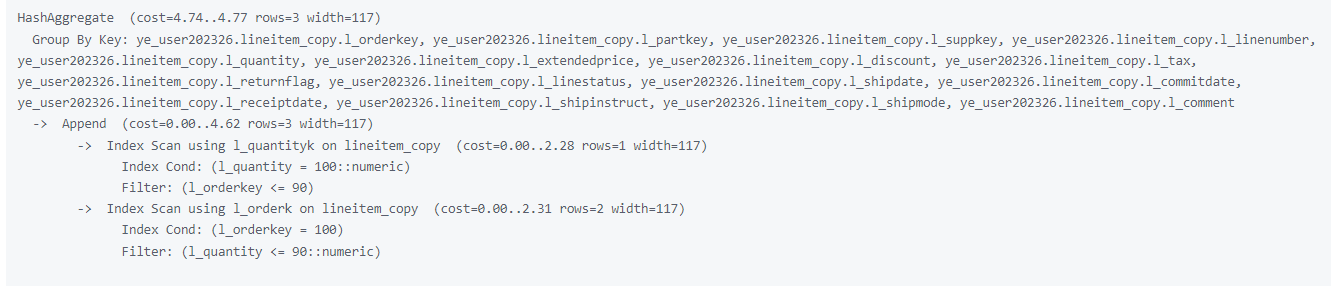 HashAggregate  (cost=4.74..4.77 rows=3 width=117)
  Group By Key: ye_user202326.lineitem_copy.l_orderkey, ye_user202326.lineitem_copy.l_partkey, ye_user202326.lineitem_copy.l_suppkey, ye_user202326.lineitem_copy.l_linenumber,
ye_user202326.lineitem_copy.l_quantity, ye_user202326.lineitem_copy.l_extendedprice, ye_user202326.lineitem_copy.l_discount, ye_user202326.lineitem_copy.l_tax,
ye_user202326.lineitem_copy.l_returnflag, ye_user202326.lineitem_copy.l_linestatus, ye_user202326.lineitem_copy.l_shipdate, ye_user202326.lineitem_copy.l_commitdate,
ye_user202326.lineitem_copy.l_receiptdate, ye_user202326.lineitem_copy.l_shipinstruct, ye_user202326.lineitem_copy.l_shipmode, ye_user202326.lineitem_copy.l_comment
  ->  Append  (cost=0.00..4.62 rows=3 width=117)
        ->  Index Scan using l_quantityk on lineitem_copy  (cost=0.00..2.28 rows=1 width=117)
              Index Cond: (l_quantity = 100::numeric)
              Filter: (l_orderkey <= 90)
        ->  Index Scan using l_orderk on lineitem_copy  (cost=0.00..2.31 rows=2 width=117)
              Index Cond: (l_orderkey = 100)
              Filter: (l_quantity <= 90::numeric)